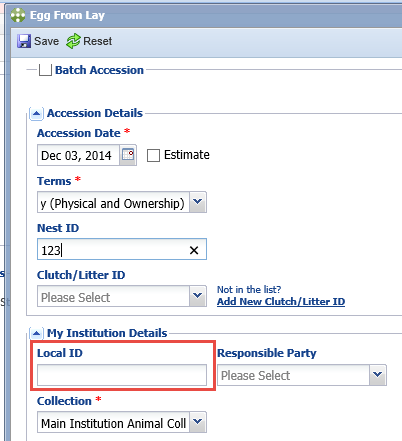 Egg From Lay
Save Reset
Batch Accession
Accession Details
Accession Date *
Dec 03, 2014 Estimate
Terms *
y (Physical and Ownership)
Nest ID
123
Clutch/Litter ID
Please Select
Not in the list?
Add New Clutch/Litter ID
My Institution Details
Local ID Responsible Party
Please Select
Collection *
Main Institution Animal Coll